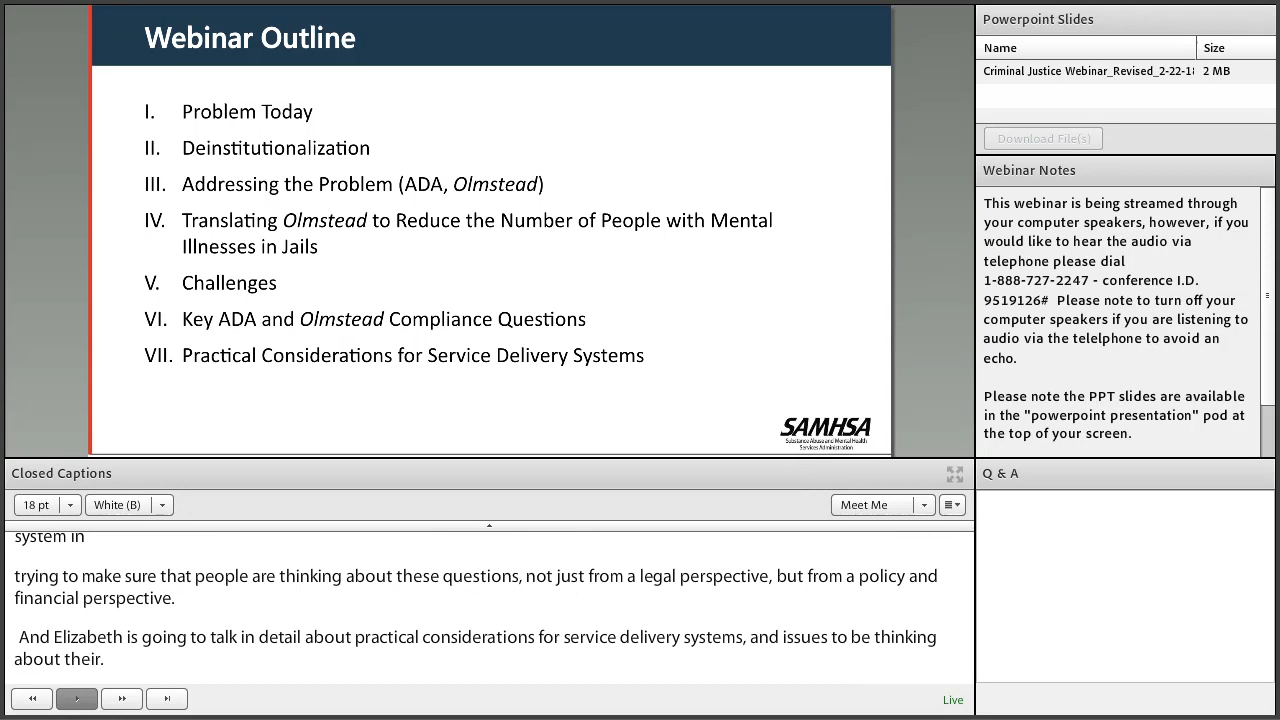 Webinar Outline
I. Problem Today
II. Deinstitutionalization
III. Addressing the Problem (ADA, Olmstead)
IV. Translating Olmstead to Reduce the Number of People with Mental
Illnesses in Jails
V. Challenges
VI. Key ADA and Olmstead Compliance Questions
VII. Practical Considerations for Service Delivery Systems
SAMHSA
Substance Abuse and Mental Health
Services Administration
Powerpoint Slides
Name Size
Criminal Justice Webinar_Revised_2-22-1 2 MB
Download File(s)
Webinar Notes
This webinar is being streamed through
your computer speakers, however, if you
would like to hear the audio via
telephone please dial
1-888-727-2247 - conference I.D.
9519126# Please note to turn off your
computer speakers if you are listening to
audio via the telelphone to avoid an
echo.
Please note the PPT slides are available
in the "powerpoint presentation" pod at
the top of your screen.
Closed Captions
18 pt White (B) Meet Me
system in
trying to make sure that people are thinking about these questions, not just from a legal perspective, but from a policy and
financial perspective.
And Elizabeth is going to talk in detail about practical considerations for service delivery systems, and issues to be thinking
about their.
Live
Q & A